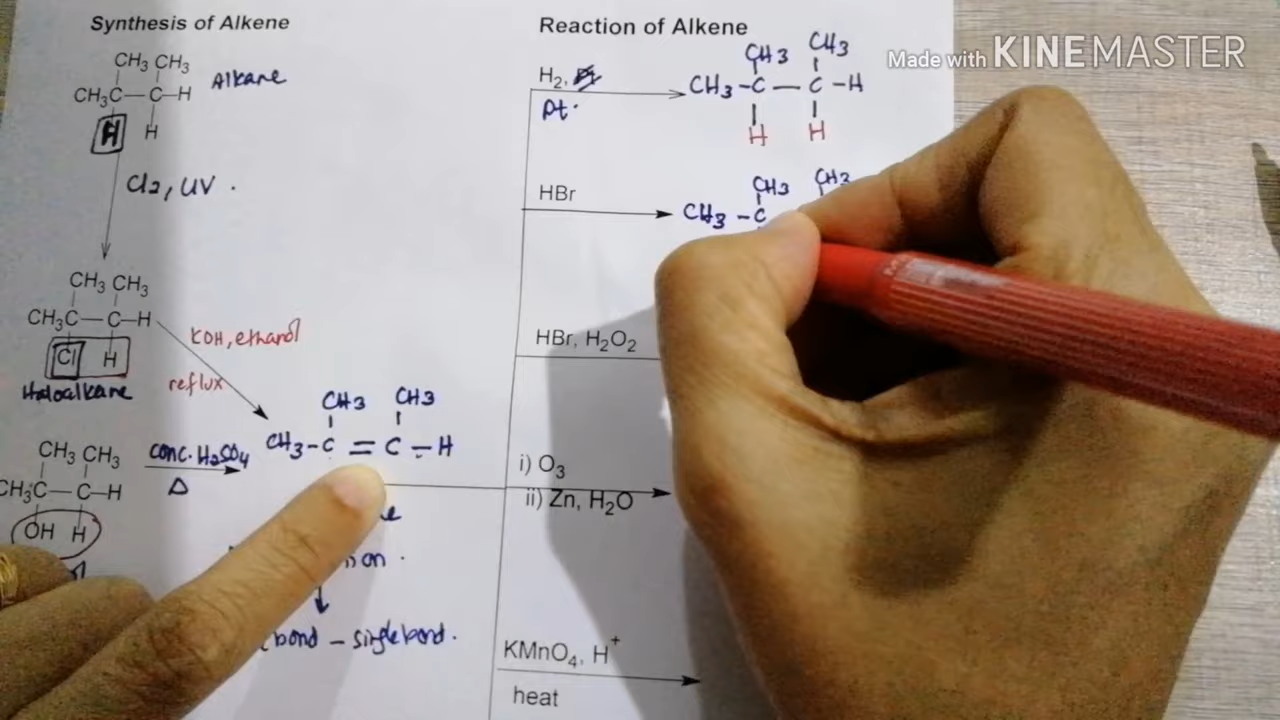 Synthesis of Alkene
CH3 CH3
CH3C — C—H
H H
Alkane
Cl2, UV .
CH3 CH3
CH3C — C—H
Cl H
Haloalkane
KOH, ethanol
reflux
CH3 CH3
CH3-C = C-H
CH3 CH3
CH3C — C—H
OH H
conc. H2SO4
Δ
bond - single bond.
Reaction of Alkene
H2,
Pt.
CH3 CH3
CH3-C — C-H
H H
HBr
CH3 CH3
CH3 - C
HBr, H2O2
i) O3
ii) Zn, H2O
KMnO4, H+
heat
Made with KINEMASTER